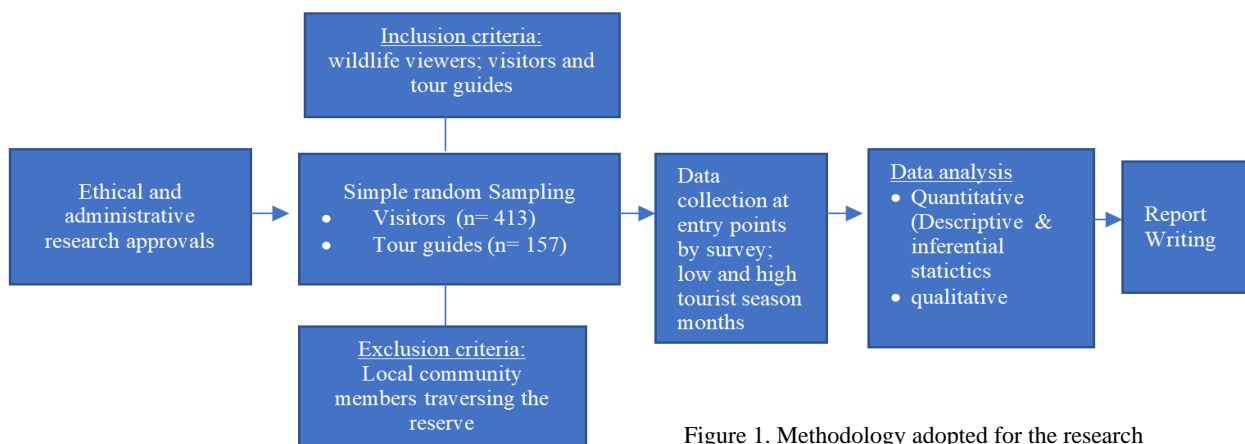 Inclusion criteria:
wildlife viewers; visitors and
tour guides
Ethical and
administrative
research approvals
Simple random Sampling
• Visitors (n= 413)
• Tour guides (n= 157)
Exclusion criteria:
Local community
members traversing the
reserve
Data
collection at
entry points
by survey;
low and high
tourist season
months
Data analysis
• Quantitative
(Descriptive &
inferential
statictics
• qualitative
Report
Writing
Figure 1. Methodology adopted for the research